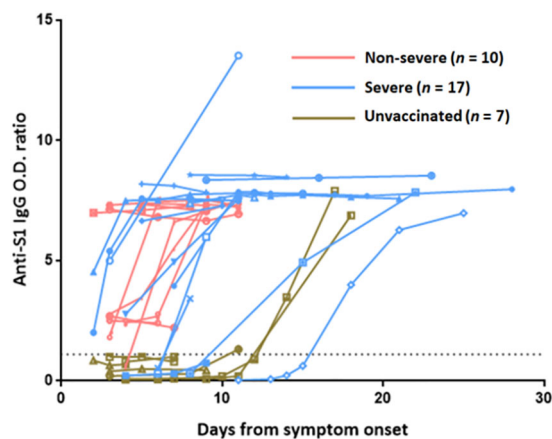 15
10
5
0
0
10
20
30
Anti-S1 IgG O.D. ratio
Days from symptom onset
Non-severe (n = 10)
Severe (n = 17)
Unvaccinated (n = 7)